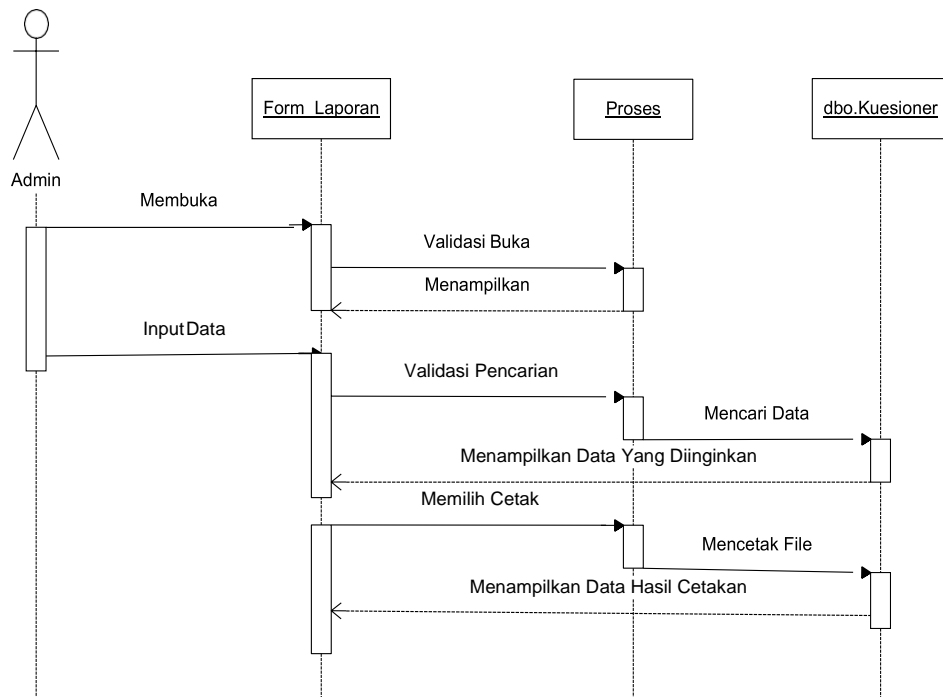 Form Laporan
Proses
dbo.Kuesioner
Admin
Membuka
Validasi Buka
Menampilkan
Input Data
Validasi Pencarian
Mencari Data
Menampilkan Data Yang Diinginkan
Memilih Cetak
Mencetak File
Menampilkan Data Hasil Cetakan